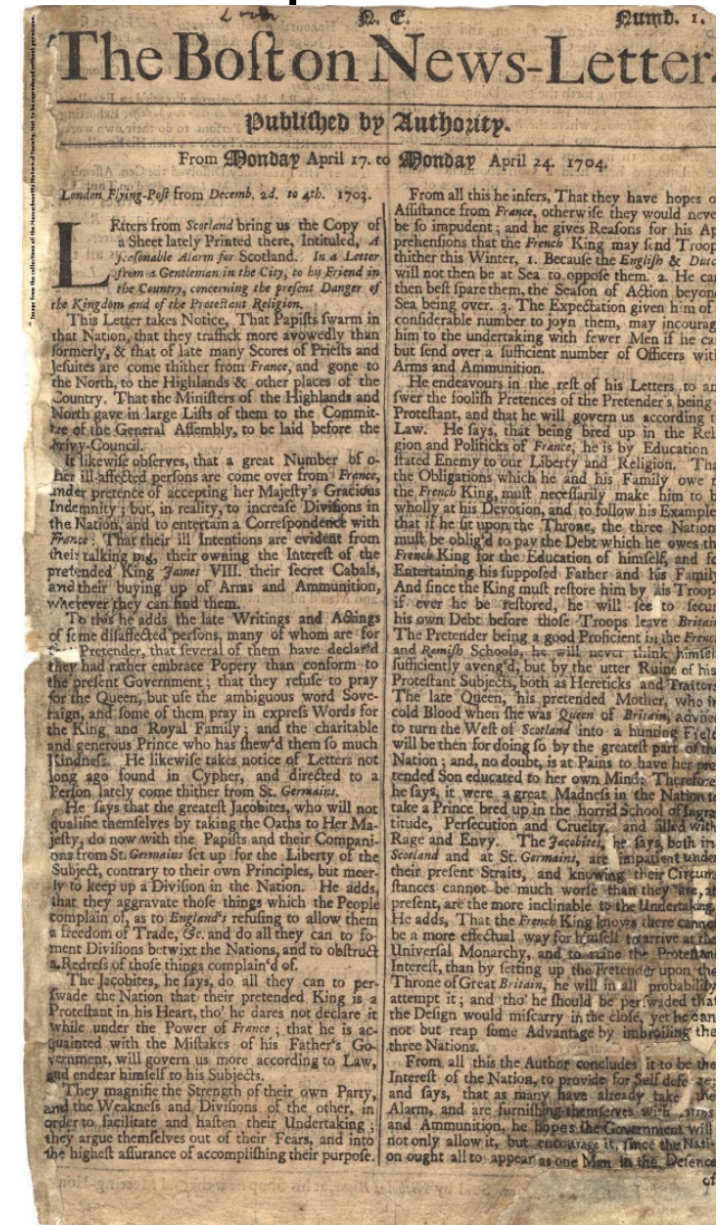 N. E.
Numb. 1.
The Boſton News-Letter.
Publiſhed by Authority.
From Monday April 17. to Monday April 24. 1704.
Image from the collections of the Massachusetts Historical Society. Not to be reproduced without permission.
London Flying-Poſt from Decemb. 2d. to 4th. 1703.
LEtters from Scotland bring us the Copy of
a Sheet lately Printed there, Intituled, A
ſeaſonable Alarm for Scotland. In a Letter
from a Gentleman in the City, to his Friend in
the Country, concerning the preſent Danger of
the Kingdom and of the Proteſtant Religion.
This Letter takes Notice, That Papiſts ſwarm in
that Nation, that they traffick more avowedly than
formerly, & that of late many Scores of Prieſts and
Jeſuites are come thither from France, and gone to
the North, to the Highlands & other places of the
Country. That the Miniſters of the Highlands and
North gave in large Liſts of them to the Commit-
tee of the General Aſſembly, to be laid before the
Privy-Council.
It likewiſe obſerves, that a great Number of o-
ther ill-affected perſons are come over from France,
under pretence of accepting her Majeſty's Gracious
Indemnity; but, in reality, to increaſe Diviſions in
the Nation, and to entertain a Correſpondence with
France: That their ill Intentions are evident from
their talking big, their owning the Intereſt of the
pretended King James VIII. their ſecret Cabals,
and their buying up of Arms and Ammunition,
wherever they can find them.
To this he adds the late Writings and Actings
of ſome diſaffected perſons, many of whom are for
Pretender, that ſeveral of them have declar'd
they had rather embrace Popery than conform to
the preſent Government; that they refuſe to pray
for the Queen, but uſe the ambiguous word Sove-
raign, and ſome of them pray in expreſs Words for
the King, and Royal Family; and the charitable
and generous Prince who has ſhew'd them ſo much
Kindneſs. He likewiſe takes notice of Letters not
long ago found in Cypher, and directed to a
Perſon lately come thither from St. Germains.
He ſays that the greateſt Jacobites, who will not
qualifie themſelves by taking the Oaths to Her Ma-
jeſty, do now with the Papiſts and their Compani-
ons from St. Germains ſet up for the Liberty of the
Subject, contrary to their own Principles, but meer-
ly to keep up a Diviſion in the Nation. He adds,
that they aggravate thoſe things which the People
complain of, as to England's refuſing to allow them
a freedom of Trade, &c. and do all they can to fo-
ment Diviſions betwixt the Nations, and to obſtruct
a Redreſs of thoſe things complain'd of.
The Jacobites, he ſays, do all they can to per-
ſwade the Nation that their pretended King is a
Proteſtant in his Heart, tho' he dares not declare it
while under the Power of France; that he is ac-
quainted with the Miſtakes of his Father's Go-
vernment, will govern us more according to Law,
and endear himſelf to his Subjects.
They magnifie the Strength of their own Party,
and the Weakneſs and Diviſions of the other, in
order to facilitate and haſten their Undertaking;
they argue themſelves out of their Fears, and into
the higheſt aſſurance of accompliſhing their purpoſe.
From all this he infers, That they have hopes o
Aſſiſtance from France, otherwiſe they would neve
be ſo impudent; and he gives Reaſons for his Ap
prehenſions that the French King may ſend Troop
thither this Winter, 1. Becauſe the Engliſh & Dutc
will not then be at Sea to oppoſe them. 2. He can
then beſt ſpare them, the Seaſon of Action beyon
Sea being over. 3. The Expectation given him of
conſiderable number to joyn them, may incourag
him to the undertaking with fewer Men if he ca
but ſend over a ſufficient number of Officers wit
Arms and Ammunition.
He endeavours in the reſt of his Letters to an
ſwer the fooliſh Pretences of the Pretender's being
Proteſtant, and that he will govern us according t
Law. He ſays, that being bred up in the Reli
gion and Politicks of France, he is by Education
ſtated Enemy to our Liberty and Religion. Tha
the Obligations which he and his Family owe t
the French King, muſt neceſſarily make him to b
wholly at his Devotion, and to follow his Example
that if he ſit upon the Throne, the three Nation
muſt be oblig'd to pay the Debt which he owes th
French King for the Education of himſelf, and fo
Entertaining his ſuppoſed Father and his Family
And ſince the King muſt reſtore him by his Troop
if ever he be reſtored, he will ſee to ſecur
his own Debt before thoſe Troops leave Britain
The Pretender being a good Proficient in the Frenc
and Romiſh Schools, he will never think himſel
ſufficiently aveng'd, but by the utter Ruine of his
Proteſtant Subjects, both as Hereticks and Traitors
The late Queen, his pretended Mother, who in
cold Blood when ſhe was Queen of Britain, adviſed
to turn the Weſt of Scotland into a hunting Field
will be then for doing ſo by the greateſt part of the
Nation; and, no doubt, is at Pains to have her pre
tended Son educated to her own Mind: Therefore
he ſays, it were a great Madneſs in the Nation to
take a Prince bred up in the horrid School of Ingra
titude, Perſecution and Cruelty, and filled with
Rage and Envy. The Jacobites, he ſays, both in
Scotland and at St. Germains, are impatient under
their preſent Straits, and knowing their Circum
ſtances cannot be much worſe than they are, at
preſent, are the more inclinable to the Undertaking.
He adds, That the French King knows there cannot
be a more effectual way for himſelf to arrive at the
Univerſal Monarchy, and to ruine the Proteſtant
Intereſt, than by ſetting up the Pretender upon the
Throne of Great Britain, he will in all probability
attempt it; and tho' he ſhould be perſwaded that
the Deſign would miſcarry in the cloſe, yet he can
not but reap ſome Advantage by imbroiling the
three Nations.
From all this the Author concludes it to be the
Intereſt of the Nation, to provide for Self defe
and ſays, that as many have already take the
Alarm, and are furniſhing themſelves with
and Ammunition, he hopes the Government will
not only allow it, but encourage it, ſince the Nati-
on ought all to appear as one Man in the Defence
of